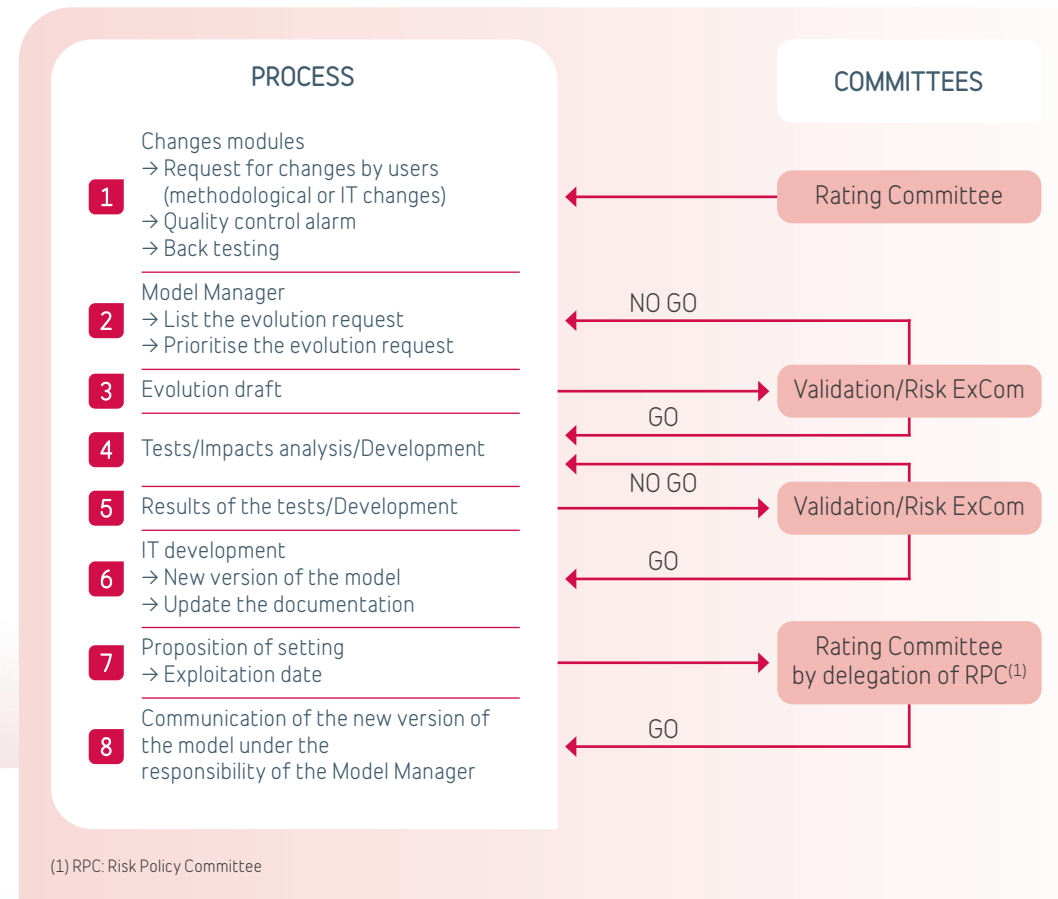 PROCESS
COMMITTEES
1
Changes modules
→ Request for changes by users
(methodological or IT changes)
→ Quality control alarm
→ Back testing
Rating Committee
2
Model Manager
→ List the evolution request
→ Prioritise the evolution request
NO GO
3
Evolution draft
Validation/Risk ExCom
GO
4
Tests/Impacts analysis/Development
NO GO
5
Results of the tests/Development
Validation/Risk ExCom
6
IT development
→ New version of the model
→ Update the documentation
GO
7
Proposition of setting
→ Exploitation date
Rating Committee
by delegation of RPC(1)
8
Communication of the new version of
the model under the
responsibility of the Model Manager
GO
(1) RPC: Risk Policy Committee